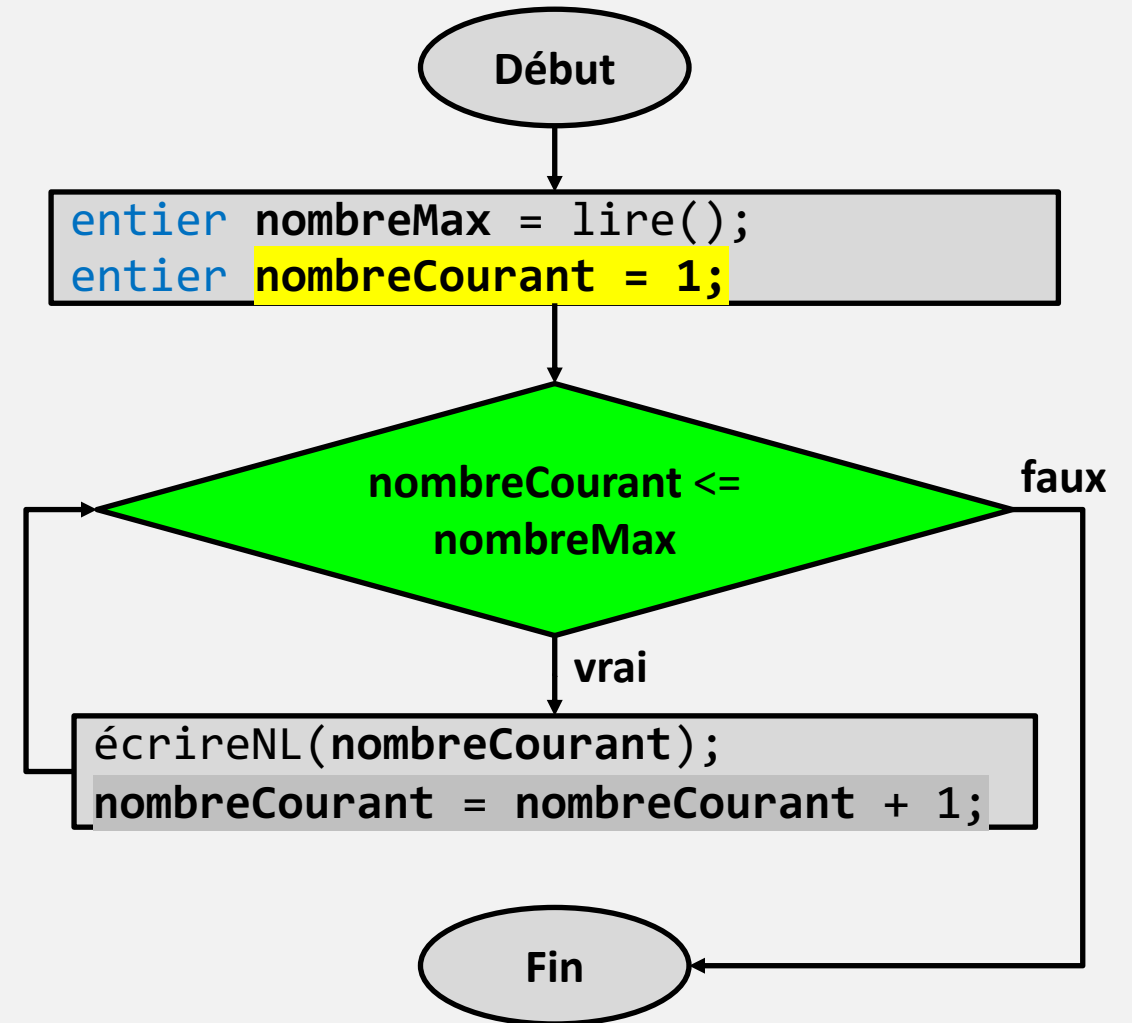 Début
entier nombreMax = lire();
entier nombreCourant = 1;
nombreCourant <=
nombreMax
faux
vrai
écrireNL(nombreCourant);
nombreCourant = nombreCourant + 1;
Fin